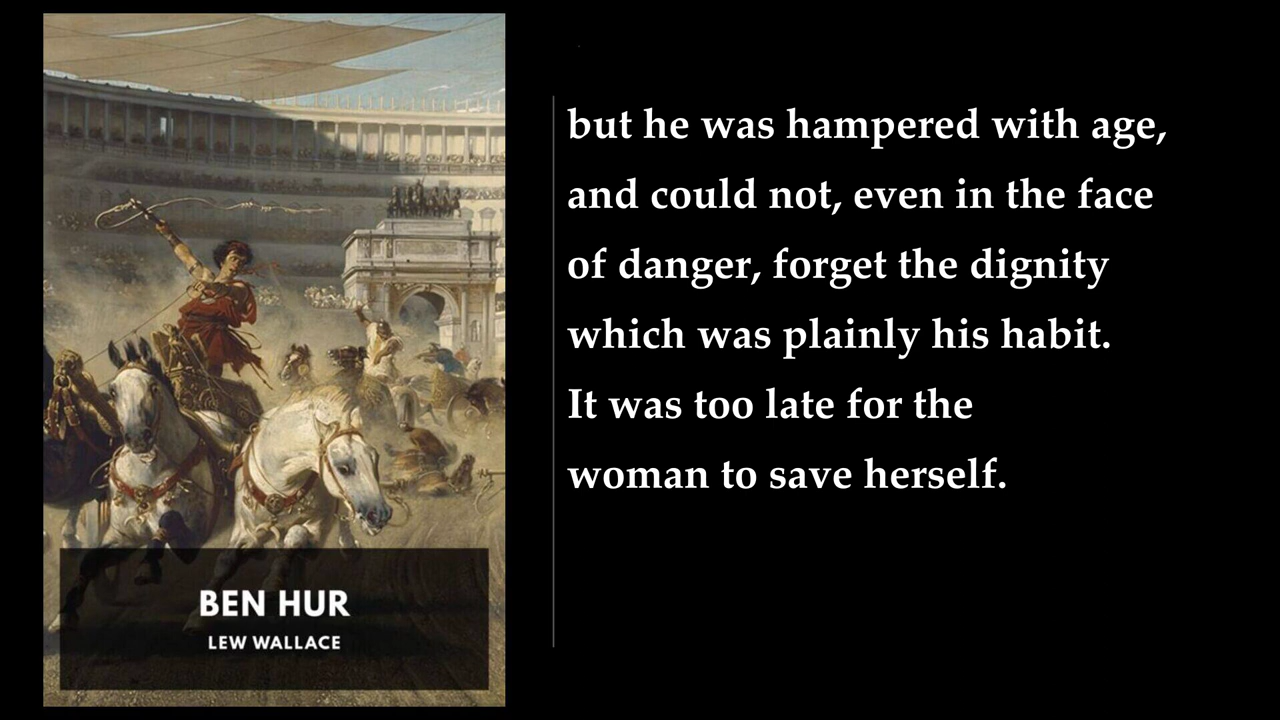 but he was hampered with age,
and could not, even in the face
of danger, forget the dignity
which was plainly his habit.
It was too late for the
woman to save herself.
BEN HUR
LEW WALLACE